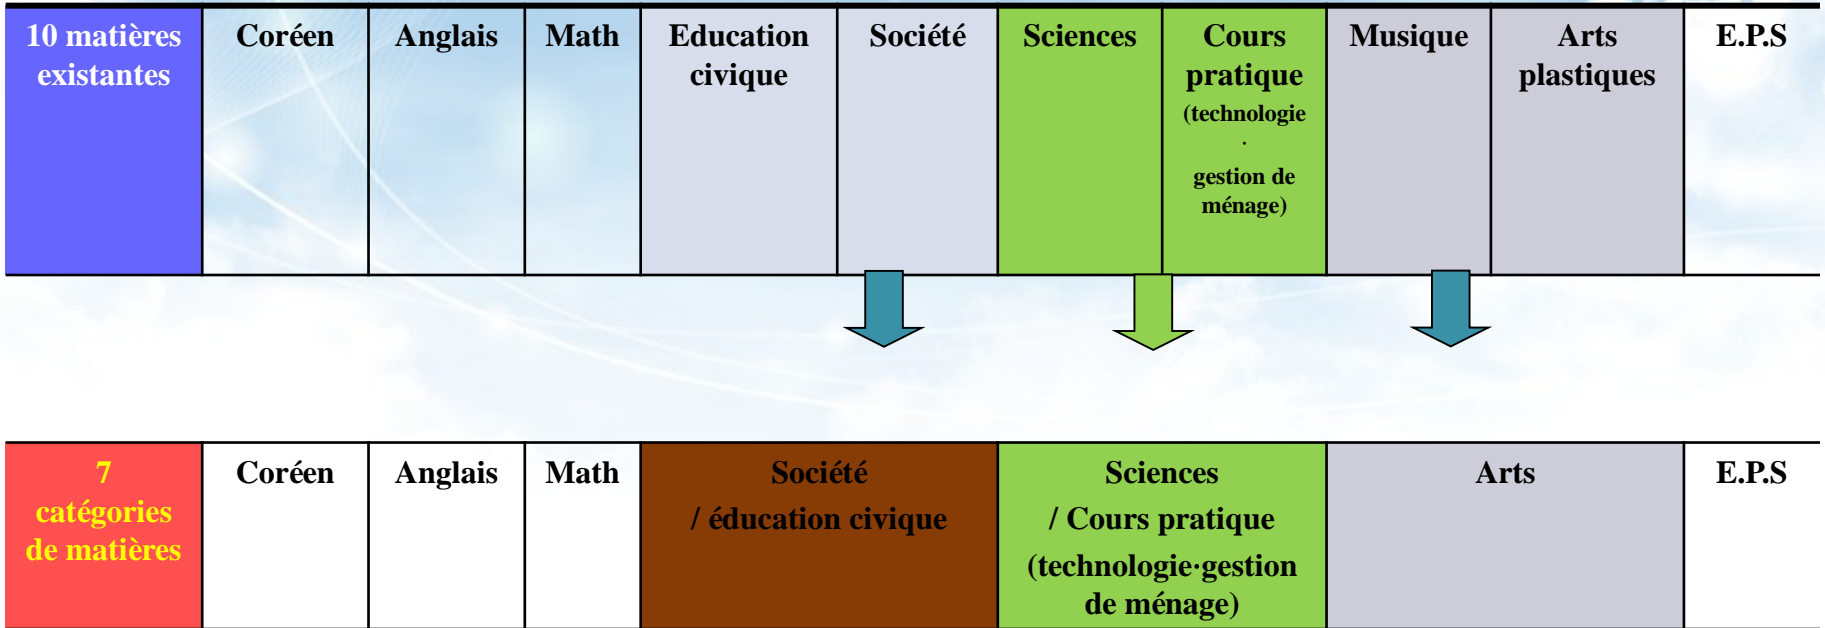 10 matières
existantes
Coréen
Anglais
Math
Education
civique
Société
Sciences
Cours
pratique
(technologie
·
gestion de
ménage)
Musique
Arts
plastiques
E.P.S
7
catégories
de matières
Coréen
Anglais
Math
Société
/ éducation civique
Sciences
/ Cours pratique
(technologie·gestion
de ménage)
Arts
E.P.S